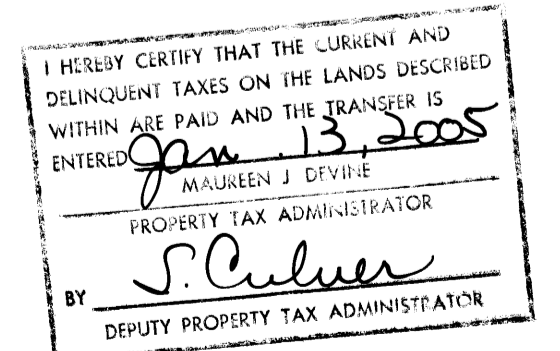 I HEREBY CERTIFY THAT THE CURRENT AND
DELINQUENT TAXES ON THE LANDS DESCRIBED
WITHIN ARE PAID AND THE TRANSFER IS
ENTERED Jan. 13, 2005
MAUREEN J DEVINE
PROPERTY TAX ADMINISTRATOR
BY S. Culver
DEPUTY PROPERTY TAX ADMINISTRATOR